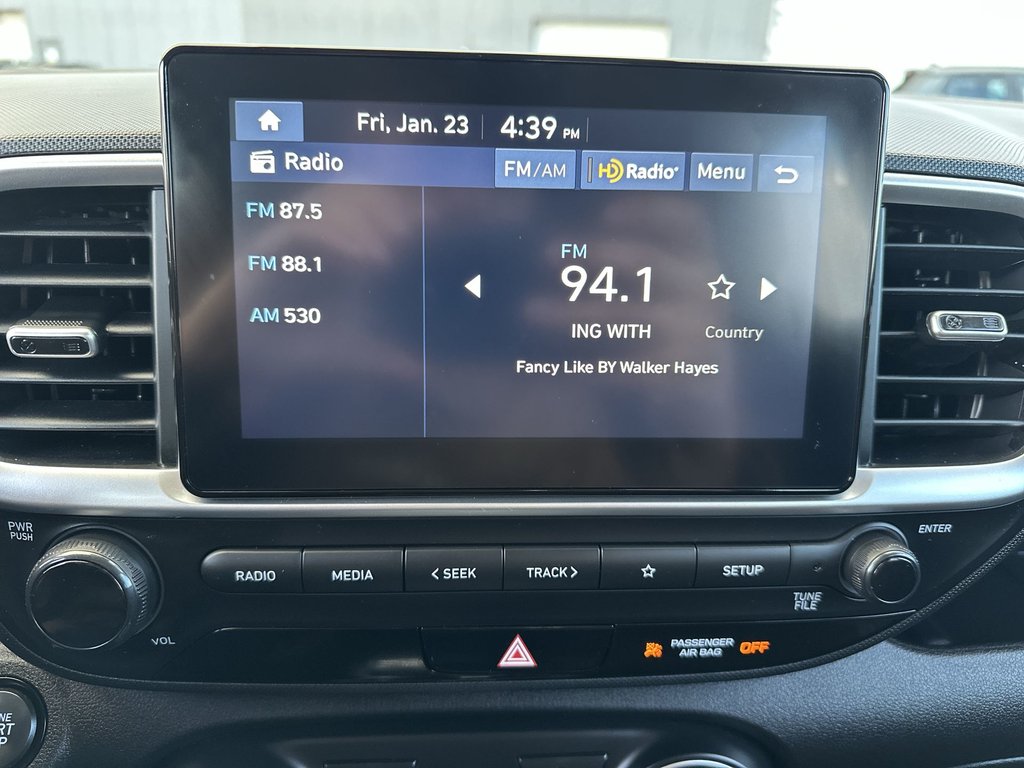 Fri, Jan. 23 4:39 PM
Radio FM/AM HD Radio Menu
FM 87.5
FM 88.1
AM 530
FM
94.1
ING WITH Country
Fancy Like BY Walker Hayes
PWR
PUSH
ENTER
RADIO MEDIA < SEEK TRACK > SETUP
VOL
TUNE
FILE
PASSENGER
AIR BAG OFF